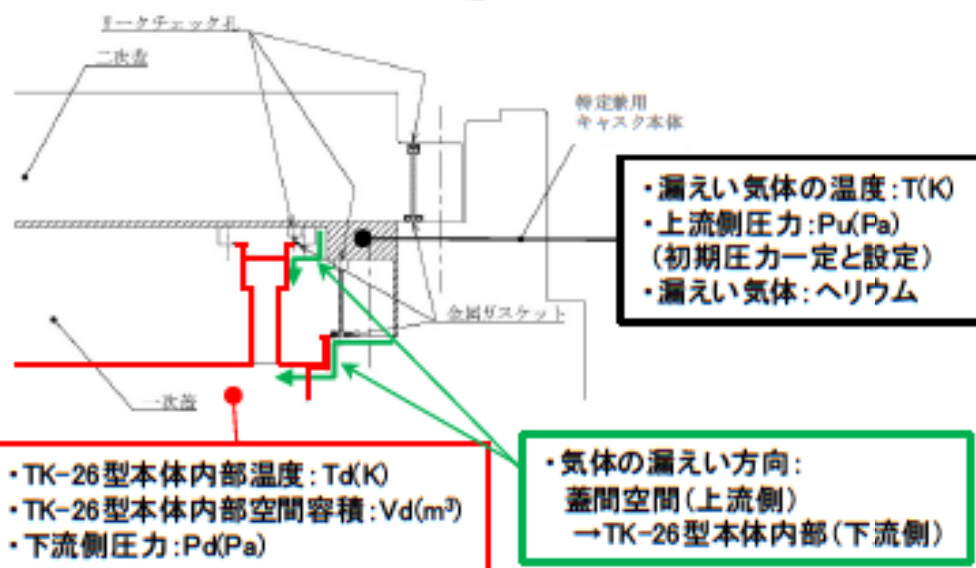 リークチェック孔
二次蓋
特定兼用
キャスク本体
・漏えい気体の温度:T(K)
・上流側圧力:Pu(Pa)
(初期圧力一定と設定)
・漏えい気体:ヘリウム
金属ガスケット
一次蓋
・TK-26型本体内部温度:Td(K)
・TK-26型本体内部空間容積:Vd(m³)
・下流側圧力:Pd(Pa)
・気体の漏えい方向:
蓋間空間(上流側)
→TK-26型本体内部(下流側)